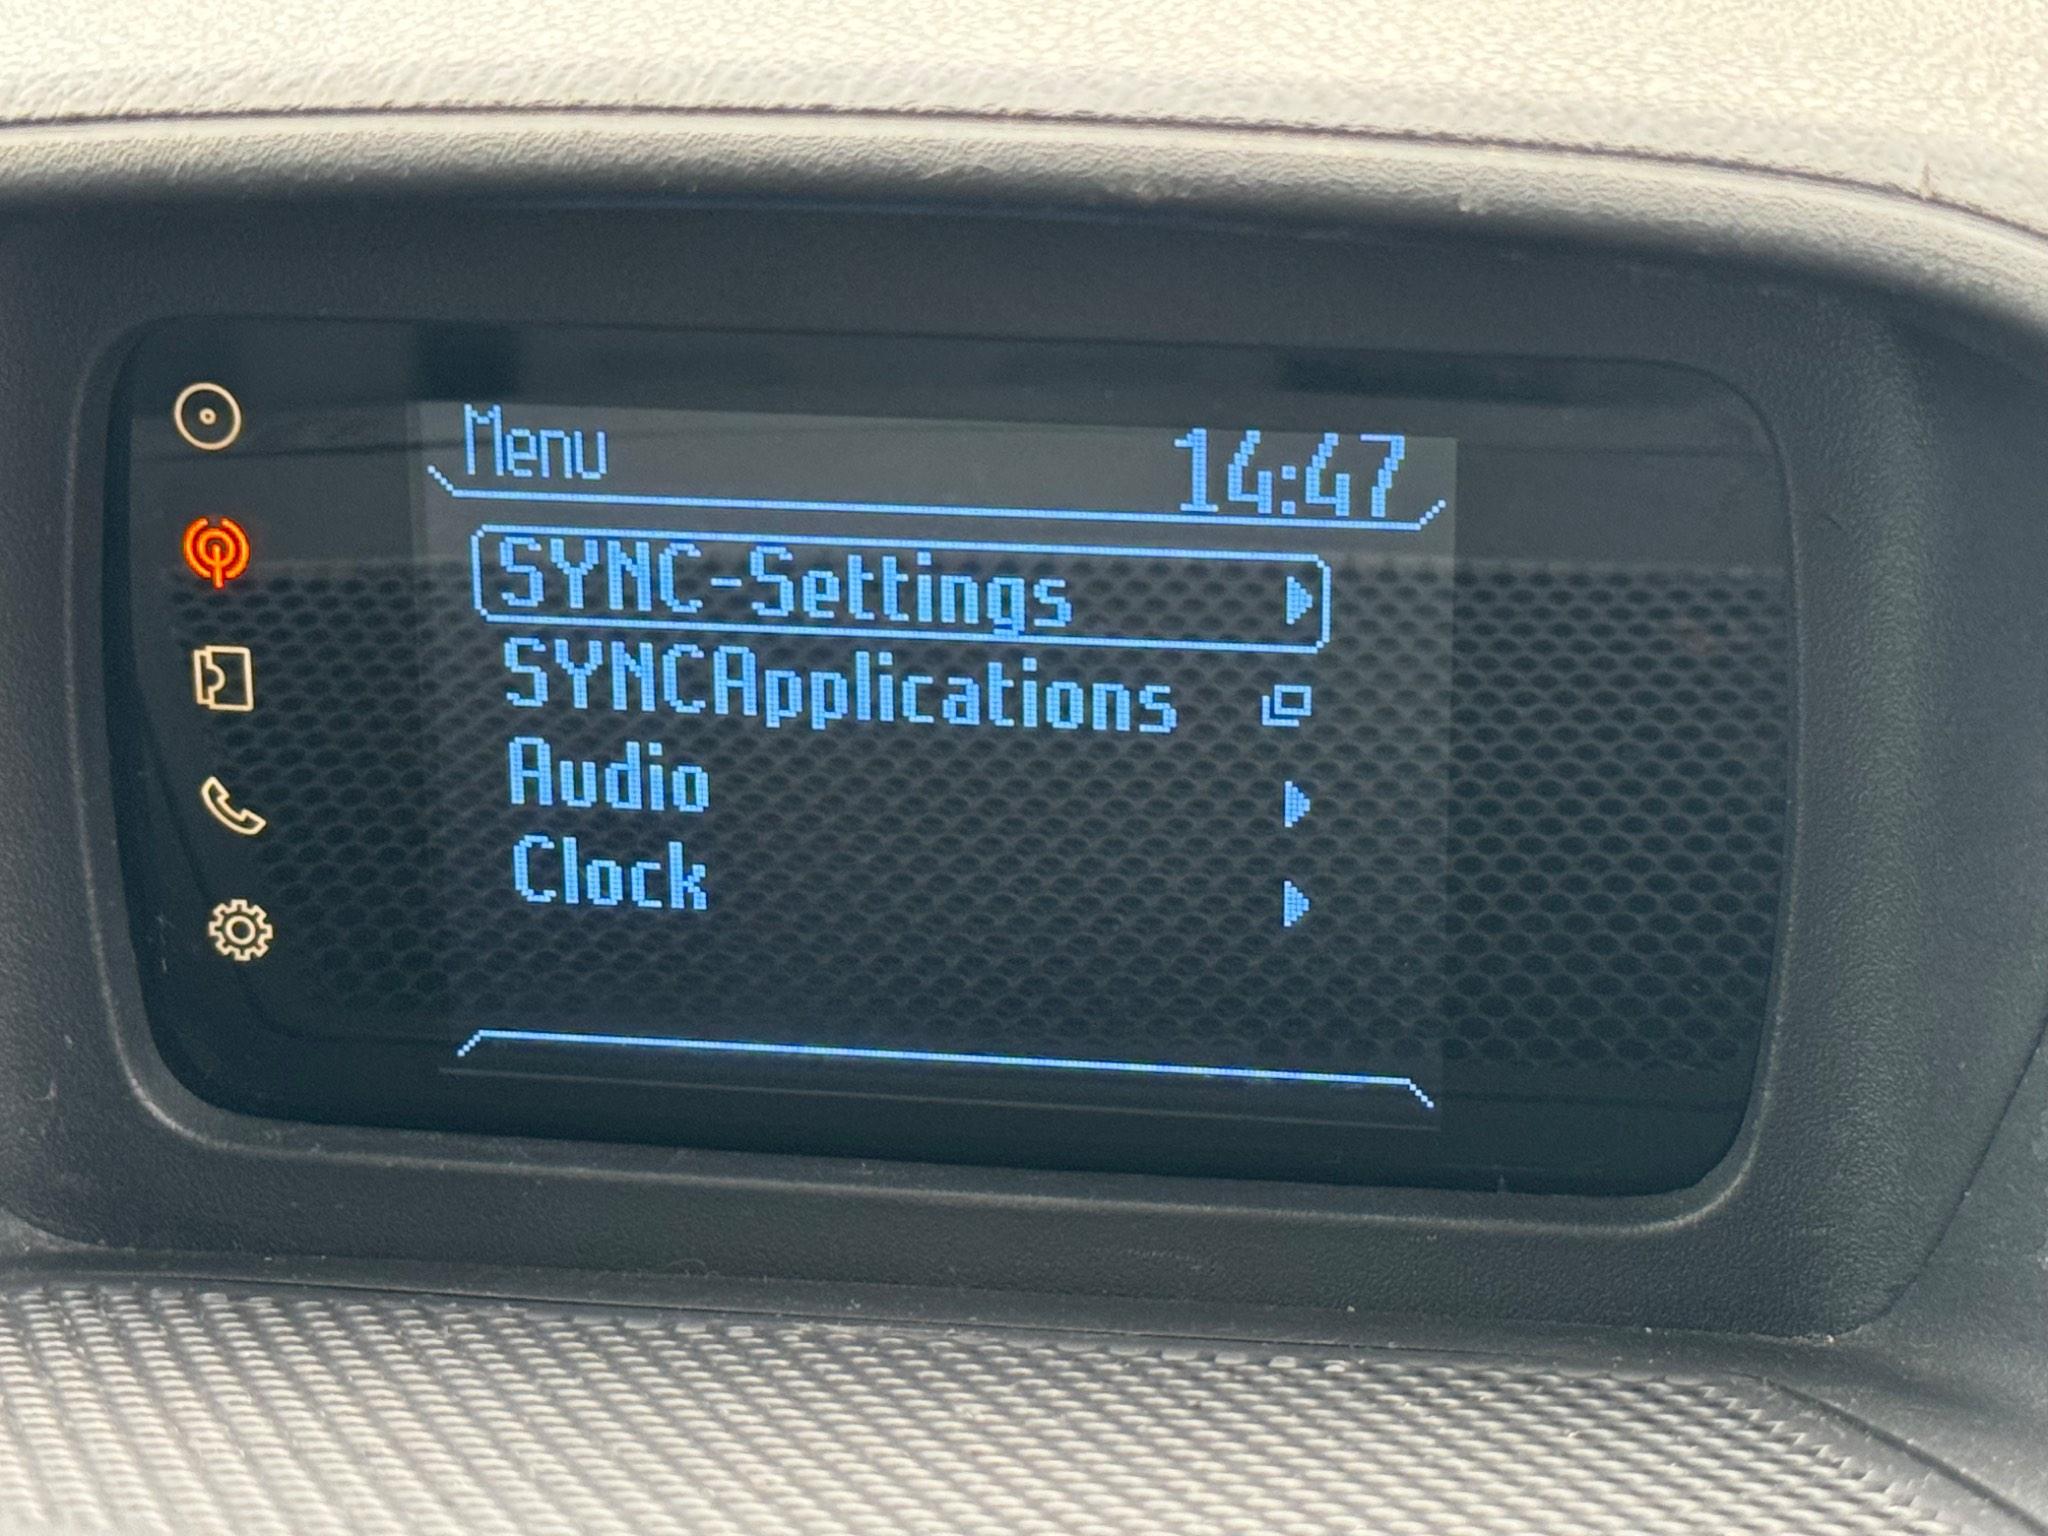 Menu 14:47
SYNC-Settings
SYNCApplications
Audio
Clock